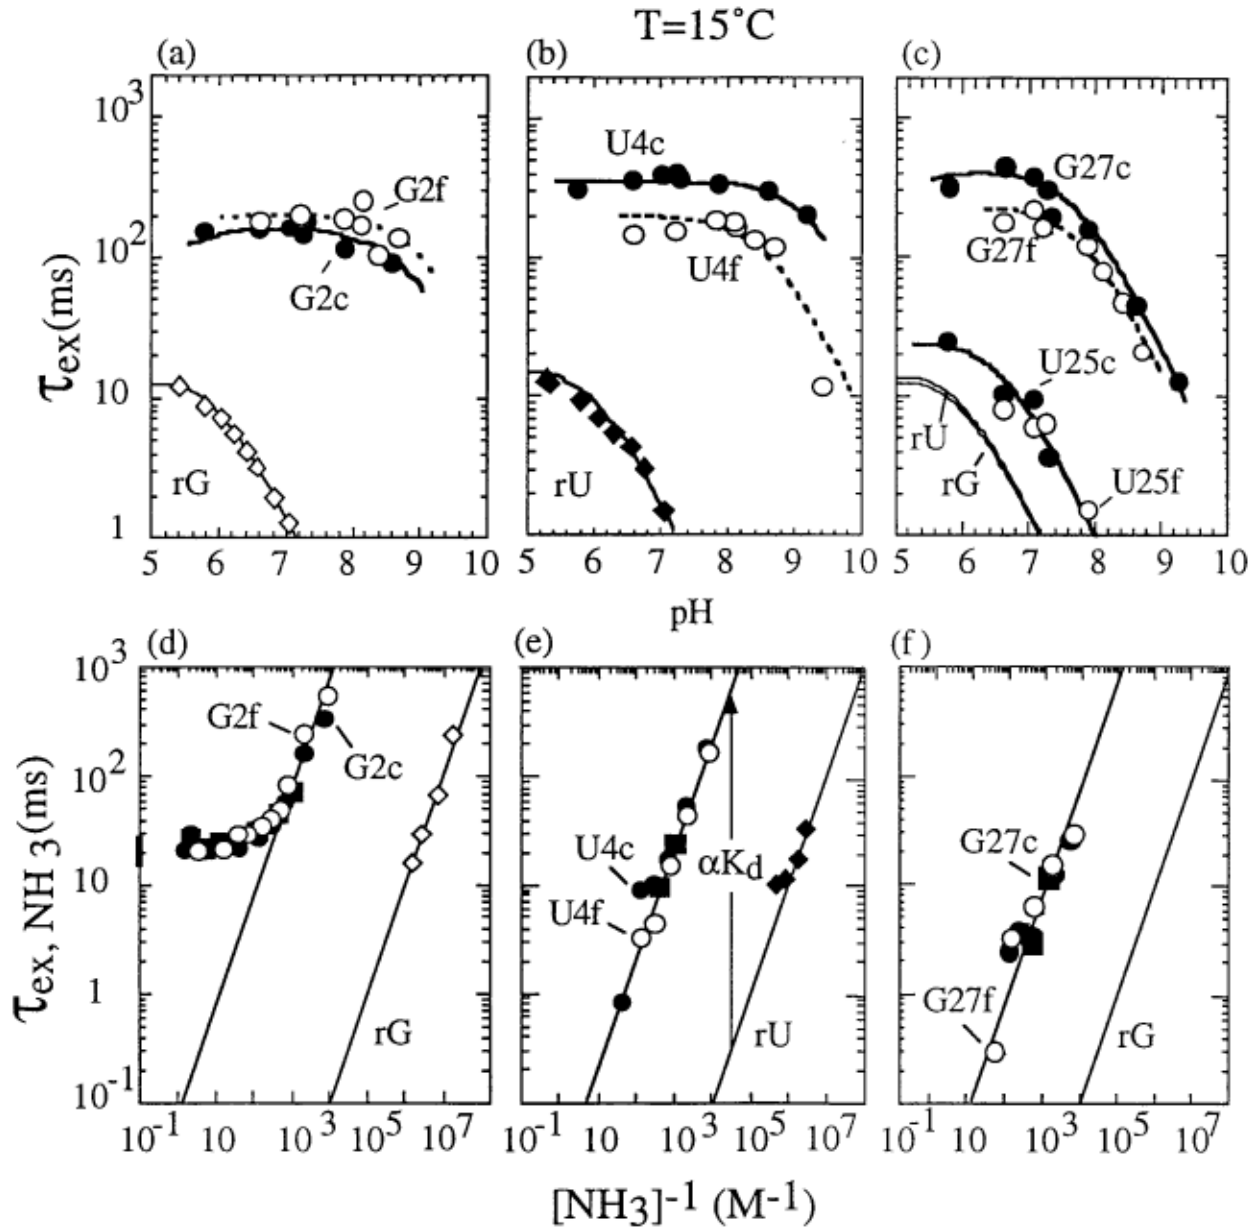 T=15°C
(a) (b) (c)
τex(ms)
10³ 10² 10 1
G2f
G2c
rG
5 6 7 8 9 10
U4c
U4f
rU
5 6 7 8 9 10
G27c
G27f
U25c
rU
rG
U25f
5 6 7 8 9 10
pH
(d) (e) (f)
τex, NH 3(ms)
10³ 10² 10 1 10⁻¹
G2f
G2c
rG
10⁻¹ 10 10³ 10⁵ 10⁷
U4c
αKd
U4f
rU
10⁻¹ 10 10³ 10⁵ 10⁷
G27c
G27f
rG
10⁻¹ 10 10³ 10⁵ 10⁷
[NH3]⁻¹ (M⁻¹)